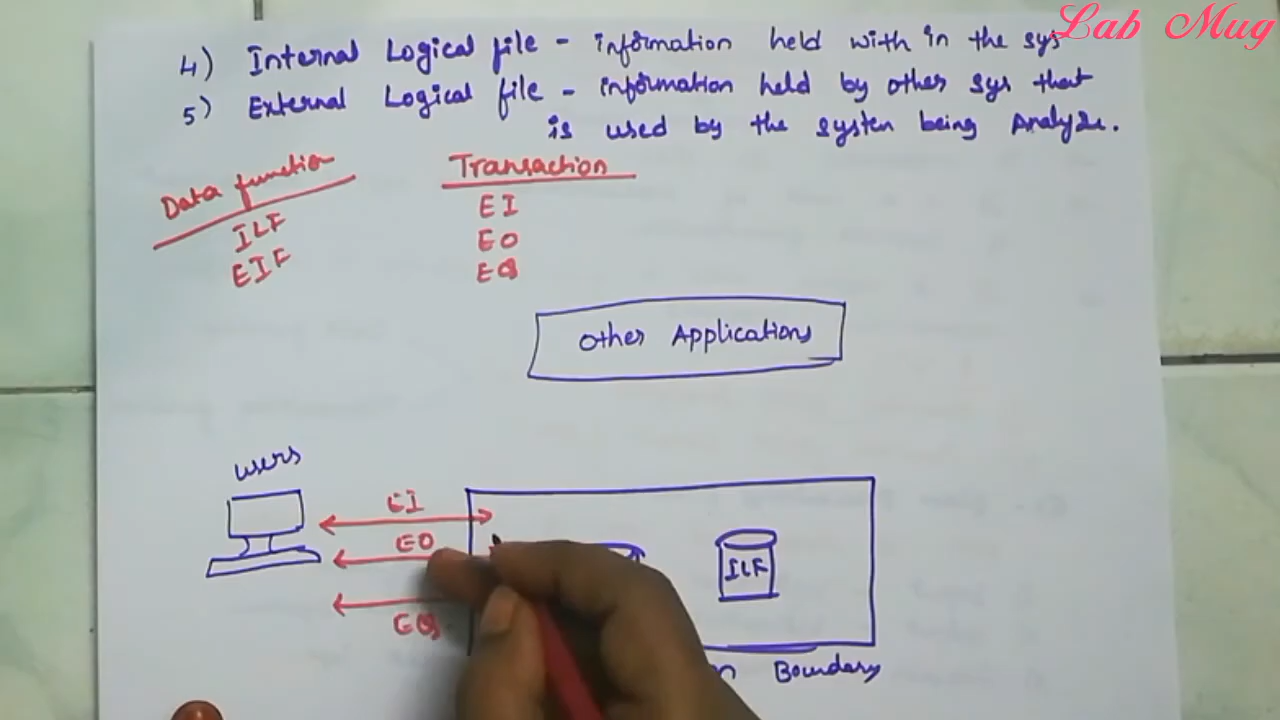 Lab Mug
4) Internal Logical file - information held with in the sys
5) External Logical file - information held by other sys that
is used by the system being Analyze.
Data function
ILF
EIF
Transaction
EI
EO
EQ
Other Applications
users
EI
EO
EQ
ILF
Boundary